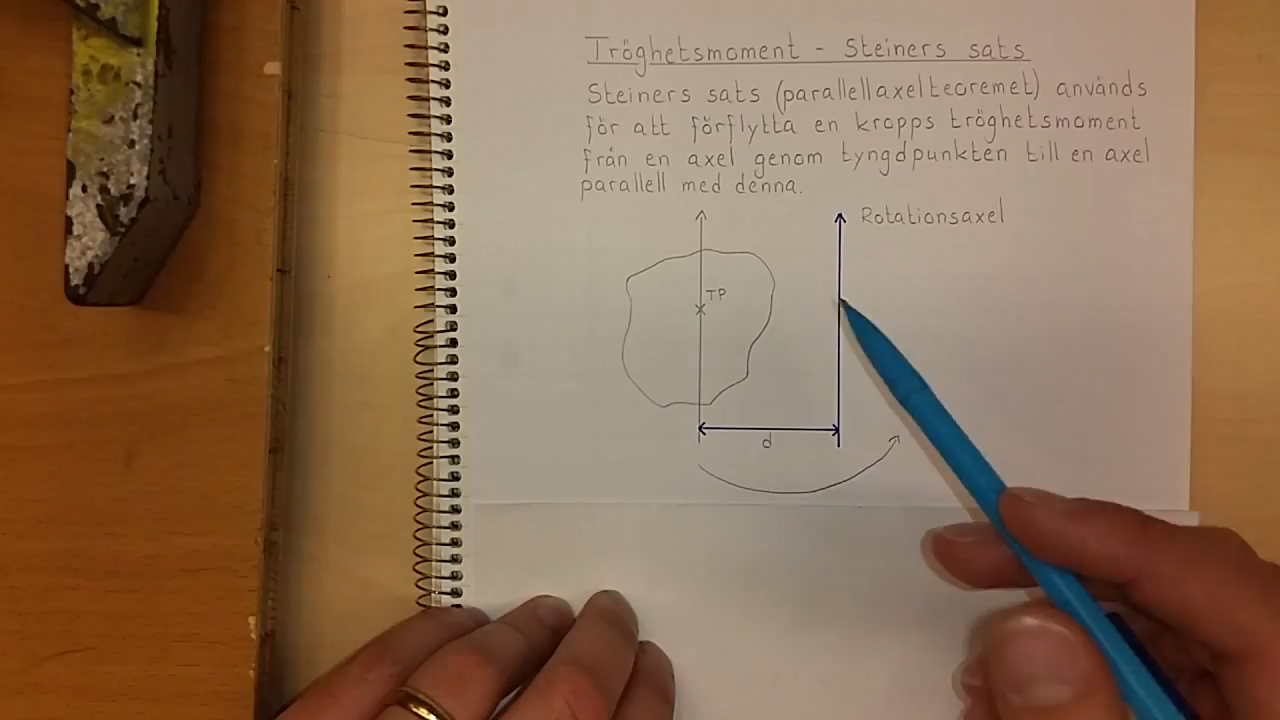 Tröghetsmoment - Steiners sats
Steiners sats (parallellaxelteoremet) används
för att förflytta en kropps tröghetsmoment
från en axel genom tyngdpunkten till en axel
parallell med denna.
Rotationsaxel
TP
d